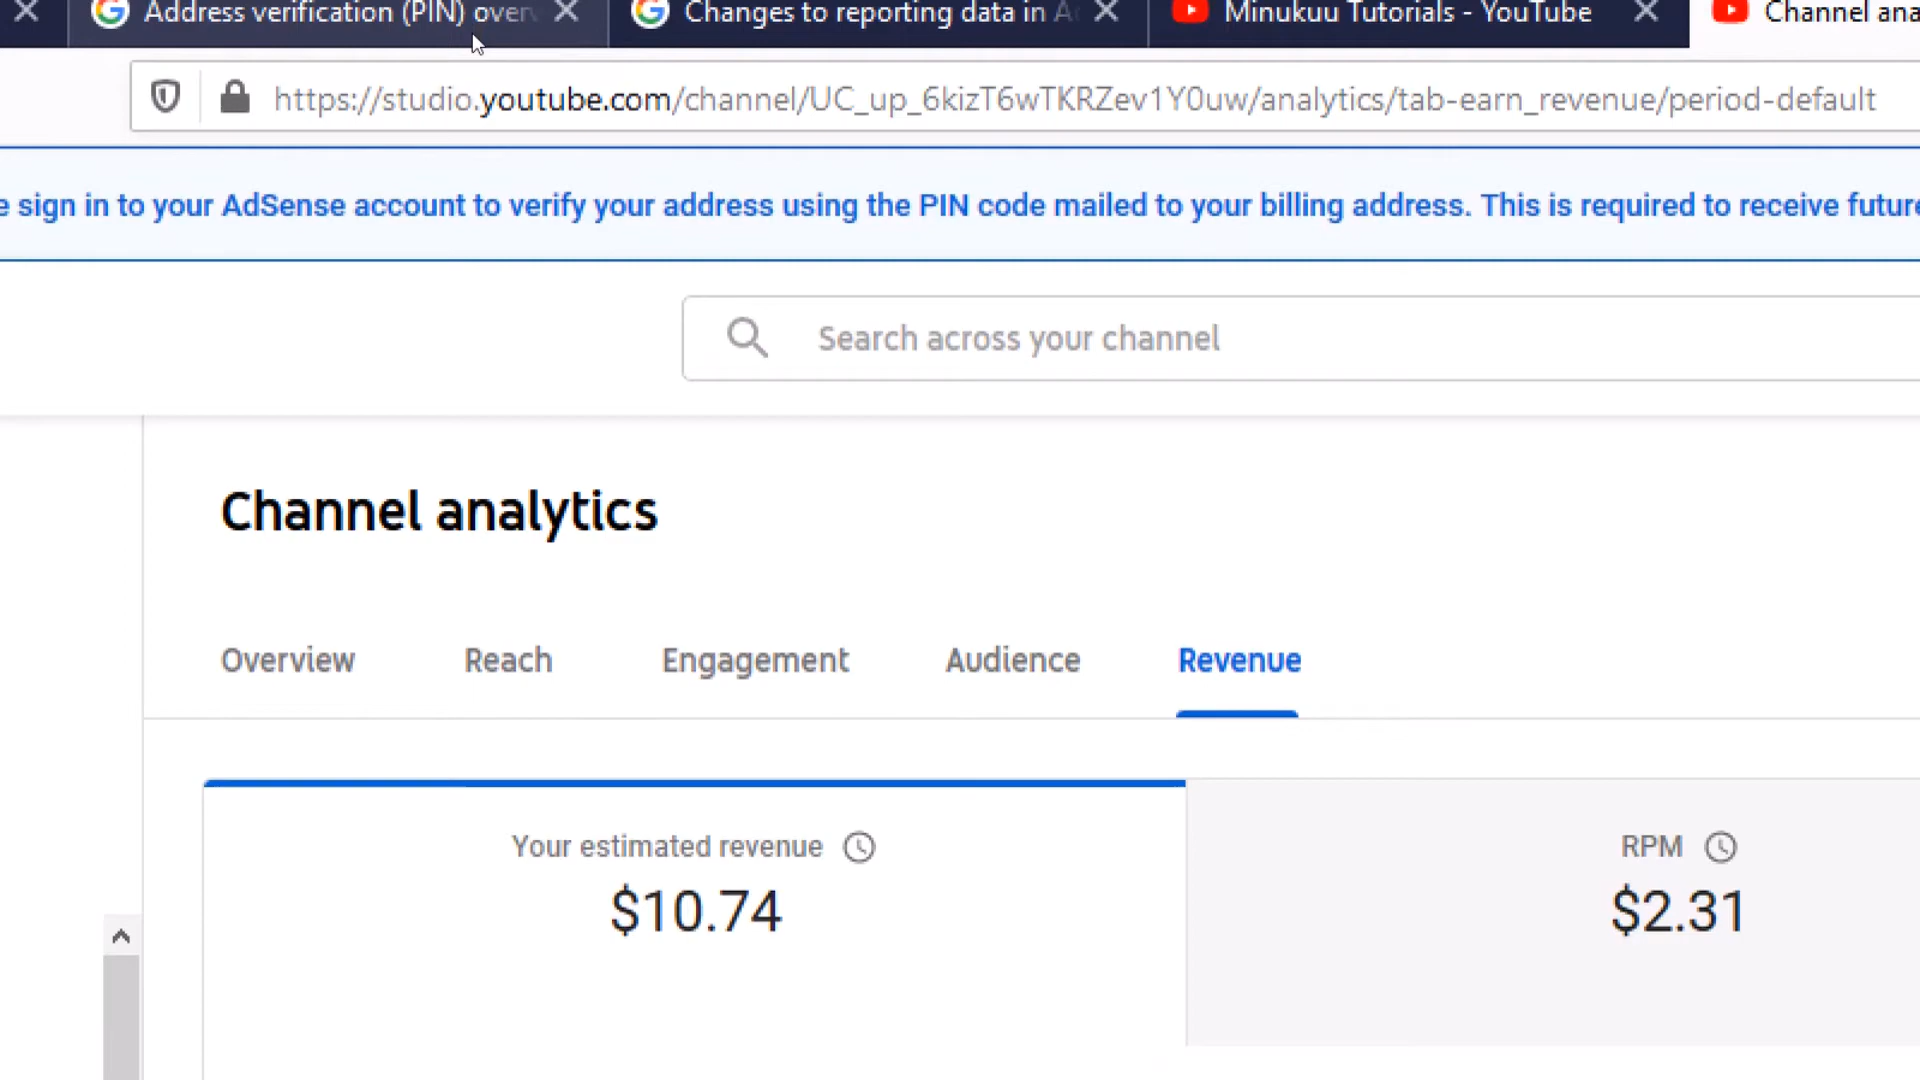 Address verification (PIN) over
Changes to reporting data in A
Minukuu Tutorials - YouTube
Channel ana
https://studio.youtube.com/channel/UC_up_6kizT6wTKRZev1Y0uw/analytics/tab-earn_revenue/period-default
e sign in to your AdSense account to verify your address using the PIN code mailed to your billing address. This is required to receive future
Search across your channel
Channel analytics
Overview
Reach
Engagement
Audience
Revenue
Your estimated revenue
RPM
$10.74
$2.31